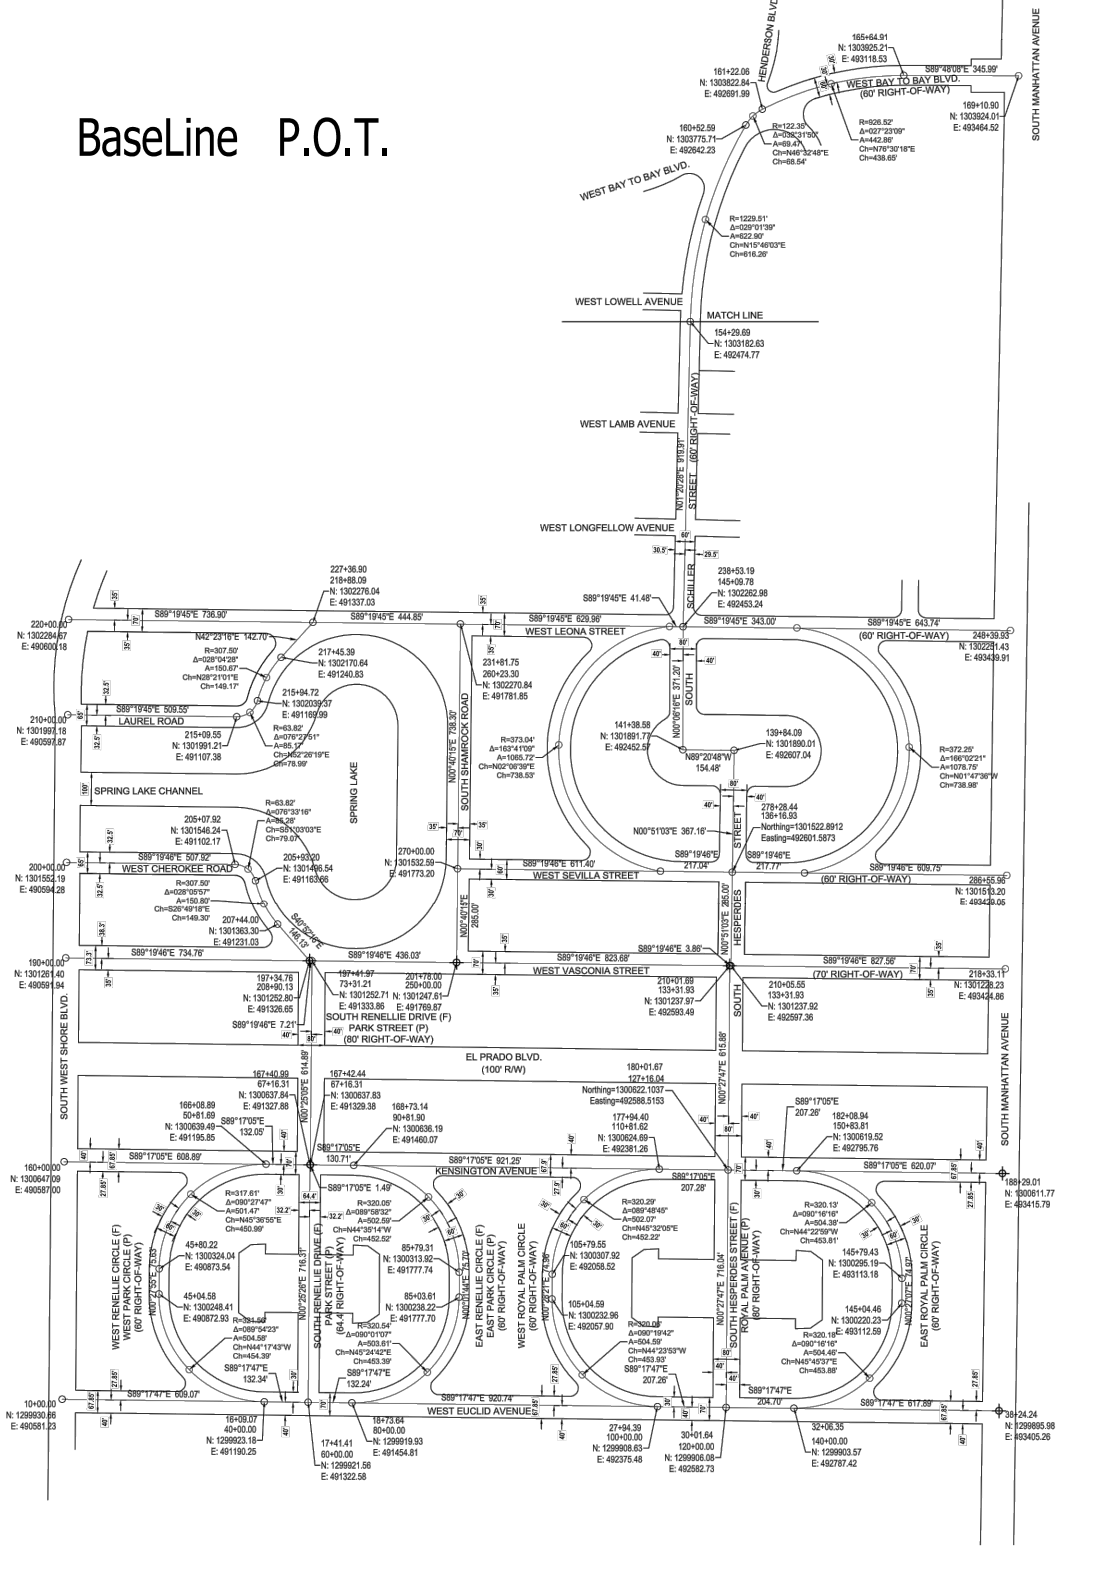 BaseLine P.O.T.
HENDERSON BLVD.
SOUTH MANHATTAN AVENUE
165+64.91
N: 1303925.21
E: 493118.53
S89°48'08"E 345.99'
WEST BAY TO BAY BLVD.
(60' RIGHT-OF-WAY)
161+22.06
N: 1303822.84
E: 492691.99
169+10.90
N: 1303924.01
E: 493464.52
160+52.59
N: 1303775.71
E: 492642.23
R=122.35'
Δ=032°31'50"
A=69.47'
Ch=N46°32'48"E
Ch=68.54'
R=926.52'
Δ=027°23'09"
A=442.86'
Ch=N76°30'18"E
Ch=438.65'
WEST BAY TO BAY BLVD.
R=1229.51'
Δ=029°01'39"
A=622.90'
Ch=N15°46'03"E
Ch=616.26'
WEST LOWELL AVENUE
MATCH LINE
154+29.69
N: 1303182.63
E: 492474.77
WEST LAMB AVENUE
N01°20'28"E 919.91'
SCHILLER STREET (60' RIGHT-OF-WAY)
WEST LONGFELLOW AVENUE
60'
30.5'
29.5'
238+53.19
145+09.78
N: 1302262.98
E: 492453.24
227+36.90
218+88.09
N: 1302276.04
E: 491337.03
S89°19'45"E 41.48'
220+00.00
N: 1302284.67
E: 490600.18
S89°19'45"E 736.90'
S89°19'45"E 444.85'
S89°19'45"E 629.96'
WEST LEONA STREET
S89°19'45"E 343.00'
S89°19'45"E 643.74'
(60' RIGHT-OF-WAY)
248+39.93
N: 1302251.43
E: 493439.91
N42°23'16"E 142.70'
R=307.50'
Δ=028°04'28"
A=150.67'
Ch=N28°21'01"E
Ch=149.17'
217+45.39
N: 1302170.64
E: 491240.83
231+81.75
260+23.30
N: 1302270.84
E: 491781.85
215+94.72
N: 1302039.37
E: 491169.99
S89°19'45"E 509.55'
LAUREL ROAD
210+00.00
N: 1301997.18
E: 490597.87
215+09.55
N: 1301991.21
E: 491107.38
R=63.82'
Δ=076°27'51"
A=85.17'
Ch=N52°26'19"E
Ch=78.99'
SPRING LAKE
SPRING LAKE CHANNEL
N00°40'15"E 738.30'
SOUTH SHAMROCK ROAD
R=373.04'
Δ=163°41'09"
A=1065.72'
Ch=N02°06'39"E
Ch=738.53'
141+38.58
N: 1301891.77
E: 492452.57
N00°06'16"E 371.20'
SOUTH
139+84.09
N: 1301890.01
E: 492607.04
N89°20'48"W
154.48'
R=372.25'
Δ=166°02'21"
A=1078.75'
Ch=N01°47'36"W
Ch=738.98'
R=63.82'
Δ=076°33'16"
A=85.28'
Ch=S51°03'03"E
Ch=79.07'
205+07.92
N: 1301546.24
E: 491102.17
S89°19'46"E 507.92'
WEST CHEROKEE ROAD
200+00.00
N: 1301552.19
E: 490594.28
205+93.20
N: 1301496.54
E: 491163.66
R=307.50'
Δ=028°05'57"
A=150.80'
Ch=S26°49'18"E
Ch=149.30'
207+44.00
N: 1301363.30
E: 491231.03
270+00.00
N: 1301532.59
E: 491773.20
S89°19'46"E 611.40'
WEST SEVILLA STREET
N00°51'03"E 367.16'
278+28.44
136+16.93
Northing=1301522.8912
Easting=492601.5873
S89°19'46"E
217.04'
S89°19'46"E
217.77'
S89°19'46"E 609.75'
(60' RIGHT-OF-WAY)
286+55.96
N: 1301513.20
E: 493429.05
N00°40'15"E
285.00'
N00°51'03"E 285.00'
SOUTH HESPERDES STREET
190+00.00
N: 1301261.40
E: 490591.94
S89°19'46"E 734.76'
S89°19'46"E 436.03'
S89°19'46"E 823.68'
WEST VASCONIA STREET
S89°19'46"E 3.86'
S89°19'46"E 827.56'
(70' RIGHT-OF-WAY)
218+33.11
N: 1301228.23
E: 493424.86
197+34.76
208+90.13
N: 1301252.80
E: 491326.65
S89°19'46"E 7.21'
197+41.97
73+31.21
N: 1301252.71
E: 491333.86
201+78.00
250+00.00
N: 1301247.61
E: 491769.87
210+01.69
133+31.93
N: 1301237.97
E: 492593.49
210+05.55
133+31.93
N: 1301237.92
E: 492597.36
SOUTH RENELLIE DRIVE (F)
PARK STREET (P)
(80' RIGHT-OF-WAY)
EL PRADO BLVD.
(100' R/W)
SOUTH WEST SHORE BLVD.
SOUTH MANHATTAN AVENUE
N00°25'05"E 614.89'
N00°27'47"E 615.88'
167+40.99
67+16.31
N: 1300637.84
E: 491327.88
167+42.44
67+16.31
N: 1300637.83
E: 491329.38
166+08.89
50+81.69
N: 1300639.49
E: 491195.85
S89°17'05"E
132.05'
168+73.14
90+81.90
N: 1300636.19
E: 491460.07
S89°17'05"E
130.71'
180+01.67
127+16.04
Northing=1300622.1037
Easting=492588.5153
177+94.40
110+81.62
N: 1300624.69
E: 492381.26
S89°17'05"E
207.26'
182+08.94
150+83.81
N: 1300619.52
E: 492795.76
160+00.00
N: 1300647.09
E: 490587.00
S89°17'05"E 608.89'
S89°17'05"E 921.25'
KENSINGTON AVENUE
S89°17'05"E 1.49'
S89°17'05"E
207.28'
S89°17'05"E 620.07'
188+29.01
N: 1300611.77
E: 493415.79
R=317.61'
Δ=090°27'47"
A=501.47'
Ch=N45°36'55"E
Ch=450.99'
R=320.05'
Δ=089°58'32"
A=502.59'
Ch=N44°35'14"W
Ch=452.52'
R=320.29'
Δ=089°48'45"
A=502.07'
Ch=N45°32'05"E
Ch=452.22'
R=320.13'
Δ=090°16'16"
A=504.38'
Ch=N44°22'59"W
Ch=453.81'
WEST RENELLIE CIRCLE (F)
WEST PARK CIRCLE (P)
(60' RIGHT-OF-WAY)
45+80.22
N: 1300324.04
E: 490873.54
45+04.58
N: 1300248.41
E: 490872.93
N00°25'26"E 716.31'
SOUTH RENELLIE DRIVE (F)
PARK STREET (P)
(64.4' RIGHT-OF-WAY)
85+79.31
N: 1300313.92
E: 491777.74
85+03.61
N: 1300238.22
E: 491777.70
EAST RENELLIE CIRCLE (F)
EAST PARK CIRCLE (P)
(60' RIGHT-OF-WAY)
WEST ROYAL PALM CIRCLE
(60' RIGHT-OF-WAY)
105+79.55
N: 1300307.92
E: 492058.52
105+04.59
N: 1300232.96
E: 492057.90
N00°27'47"E 716.04'
SOUTH HESPERDES STREET (F)
ROYAL PALM AVENUE (P)
(80' RIGHT-OF-WAY)
145+79.43
N: 1300295.19
E: 493113.18
145+04.46
N: 1300220.23
E: 493112.59
N00°27'07"E 74.97'
EAST ROYAL PALM CIRCLE
(60' RIGHT-OF-WAY)
R=321.56'
Δ=089°54'23"
A=504.58'
Ch=N44°17'43"W
Ch=454.39'
R=320.54'
Δ=090°01'07"
A=503.61'
Ch=N45°24'42"E
Ch=453.39'
R=320.08'
Δ=090°19'42"
A=504.59'
Ch=N44°23'53"W
Ch=453.93'
R=320.18'
Δ=090°16'16"
A=504.46'
Ch=N45°45'37"E
Ch=453.88'
S89°17'47"E
132.34'
S89°17'47"E
132.24'
S89°17'47"E
207.26'
S89°17'47"E
204.70'
10+00.00
N: 1299930.66
E: 490581.23
S89°17'47"E 609.07'
S89°17'47"E 920.74'
WEST EUCLID AVENUE
S89°17'47"E 617.89'
38+24.24
N: 1299895.98
E: 493405.26
16+09.07
40+00.00
N: 1299923.18
E: 491190.25
17+41.41
60+00.00
N: 1299921.56
E: 491322.58
18+73.64
80+00.00
N: 1299919.93
E: 491454.81
27+94.39
100+00.00
N: 1299908.63
E: 492375.48
30+01.64
120+00.00
N: 1299906.08
E: 492582.73
32+06.35
140+00.00
N: 1299903.57
E: 492787.42